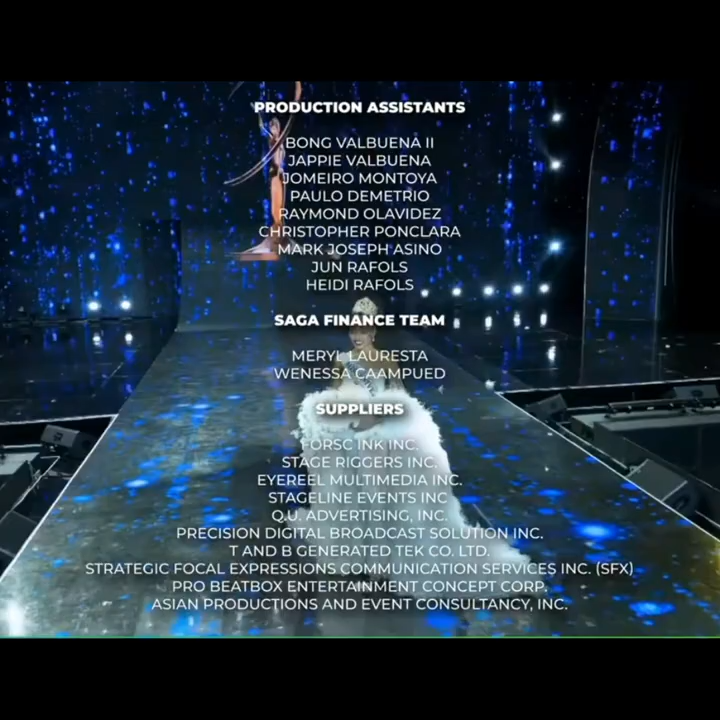 PRODUCTION ASSISTANTS
BONG VALBUENA II
JAPPIE VALBUENA
JOMEIRO MONTOYA
PAULO DEMETRIO
RAYMOND OLAVIDEZ
CHRISTOPHER PONCLARA
MARK JOSEPH ASINO
JUN RAFOLS
HEIDI RAFOLS
SAGA FINANCE TEAM
MERYL LAURESTA
WENESSA CAAMPUED
SUPPLIERS
FORSC INK INC.
STAGE RIGGERS INC.
EYEREEL MULTIMEDIA INC.
STAGELINE EVENTS INC
Q.U. ADVERTISING, INC.
PRECISION DIGITAL BROADCAST SOLUTION INC.
T AND B GENERATED TEK CO. LTD.
STRATEGIC FOCAL EXPRESSIONS COMMUNICATION SERVICES INC. (SFX)
PRO BEATBOX ENTERTAINMENT CONCEPT CORP.
ASIAN PRODUCTIONS AND EVENT CONSULTANCY, INC.